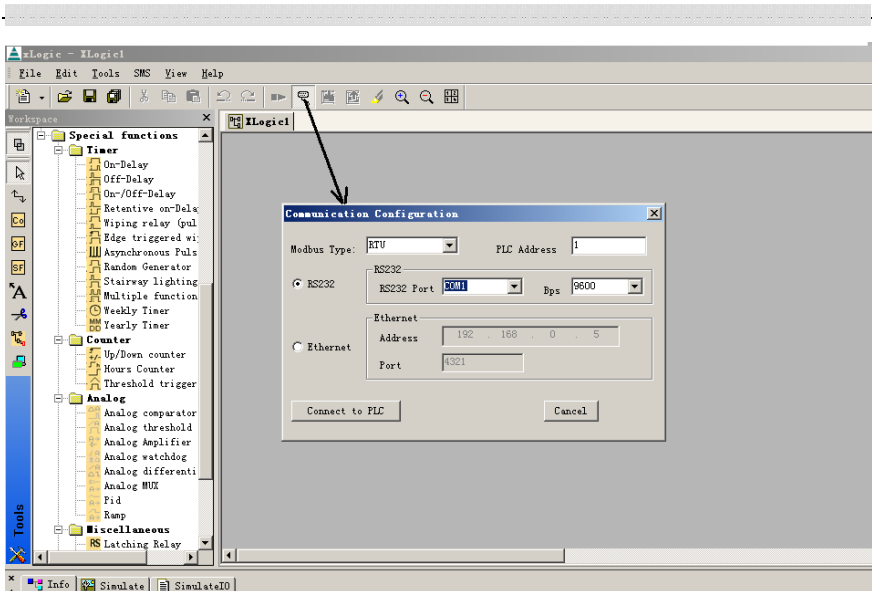 xLogic - XLogic1
File Edit Tools SMS View Help
Workspace
XLogic1
Special functions
Timer
On-Delay
Off-Delay
On-/Off-Delay
Retentive on-Dela
Wiping relay (pul
Edge triggered wi
Asynchronous Puls
Random Generator
Stairway lighting
Multiple function
Weekly Timer
Yearly Timer
Counter
Up/Down counter
Hours Counter
Threshold trigger
Analog
Analog comparator
Analog threshold
Analog Amplifier
Analog watchdog
Analog differenti
Analog MUX
Pid
Ramp
Miscellaneous
RS Latching Relay
Co
GF
SF
A
Tools
Communication Configuration
Modbus Type: RTU PLC Address 1
RS232
RS232 RS232 Port COM1 Bps 9600
Ethernet
Ethernet Address 192 . 168 . 0 . 5
Port 4321
Connect to PLC Cancel
Info Simulate SimulateIO